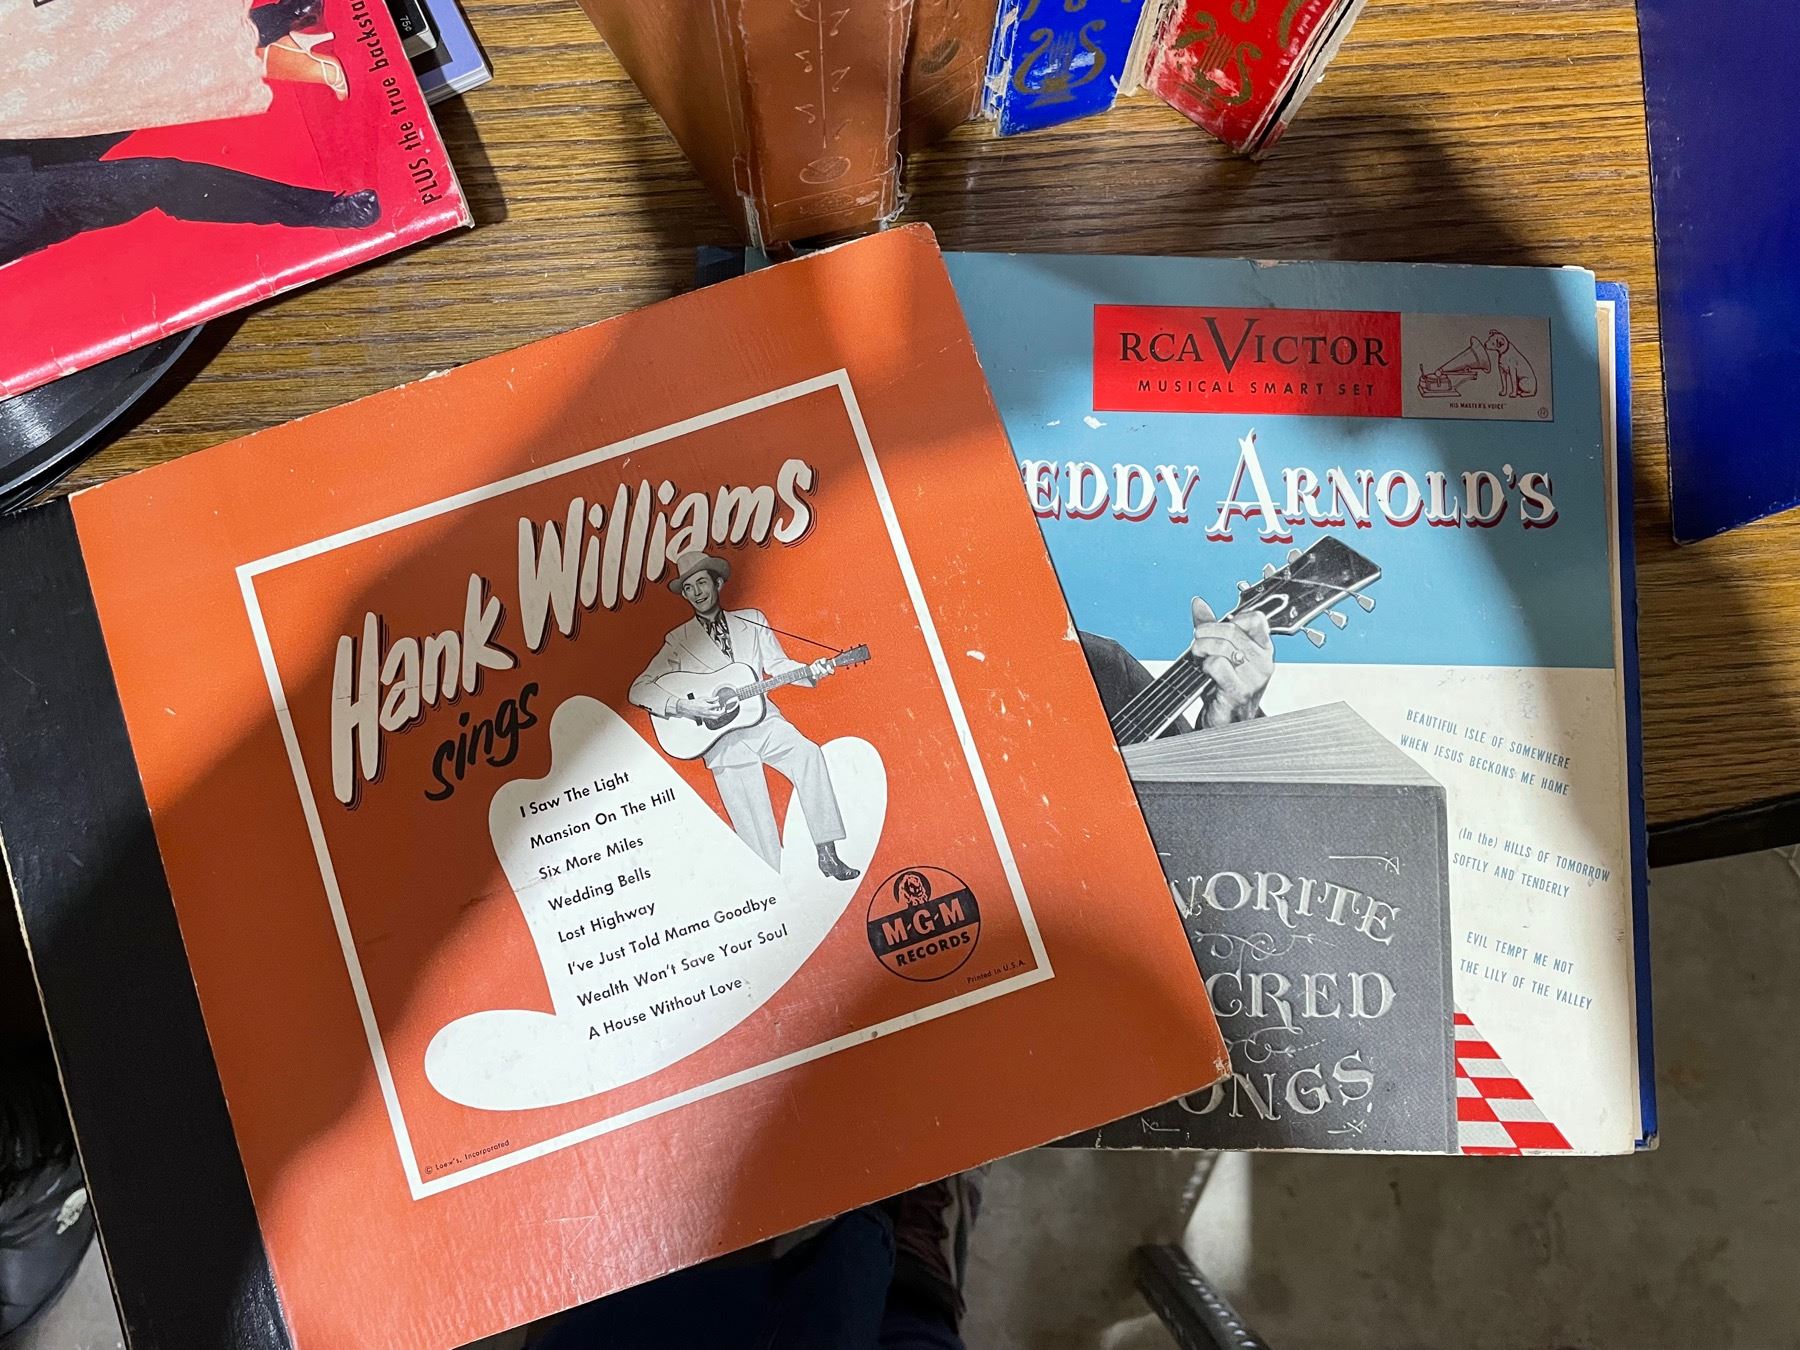 PLUS the true backsta
75c
Hank Williams
sings
I Saw The Light
Mansion On The Hill
Six More Miles
Wedding Bells
Lost Highway
I've Just Told Mama Goodbye
Wealth Won't Save Your Soul
A House Without Love
M-G-M
RECORDS
Printed in U.S.A.
© Loew's, Incorporated
RCA VICTOR
MUSICAL SMART SET
HIS MASTER'S VOICE
EDDY ARNOLD'S
BEAUTIFUL ISLE OF SOMEWHERE
WHEN JESUS BECKONS ME HOME
(In the) HILLS OF TOMORROW
SOFTLY AND TENDERLY
EVIL TEMPT ME NOT
THE LILY OF THE VALLEY
VORITE
CRED
ONGS